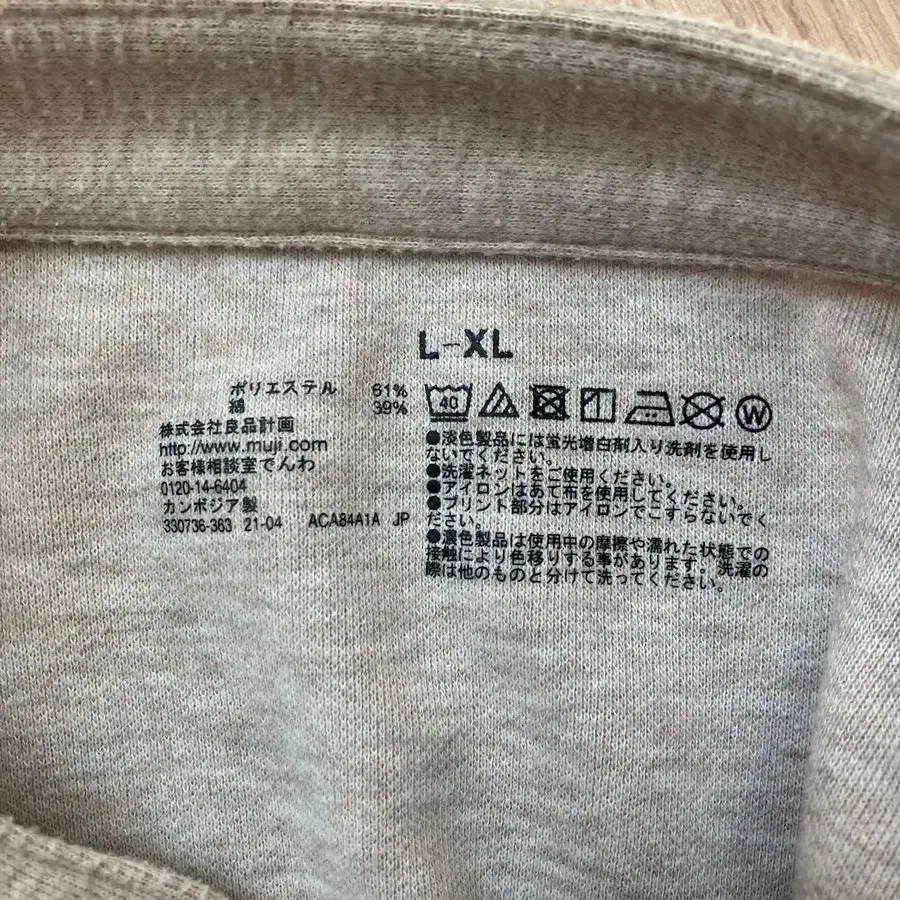 L-XL
ポリエステル 61%
綿 39%
株式会社良品計画
http://www.muji.com
お客様相談室でんわ
0120-14-6404
カンボジア製
330736-363 21-04 ACA84A1A JP
40 W
●淡色製品には蛍光増白剤入り洗剤を使用し
ないでください。
●洗濯ネットをご使用ください。
●アイロンはあて布を使用してください。
●プリント部分はアイロンでこすらないでく
ださい。
●濃色製品は使用中の摩擦や濡れた状態での
接触により色移りする事があります。洗濯の
際は他のものと分けて洗ってください。